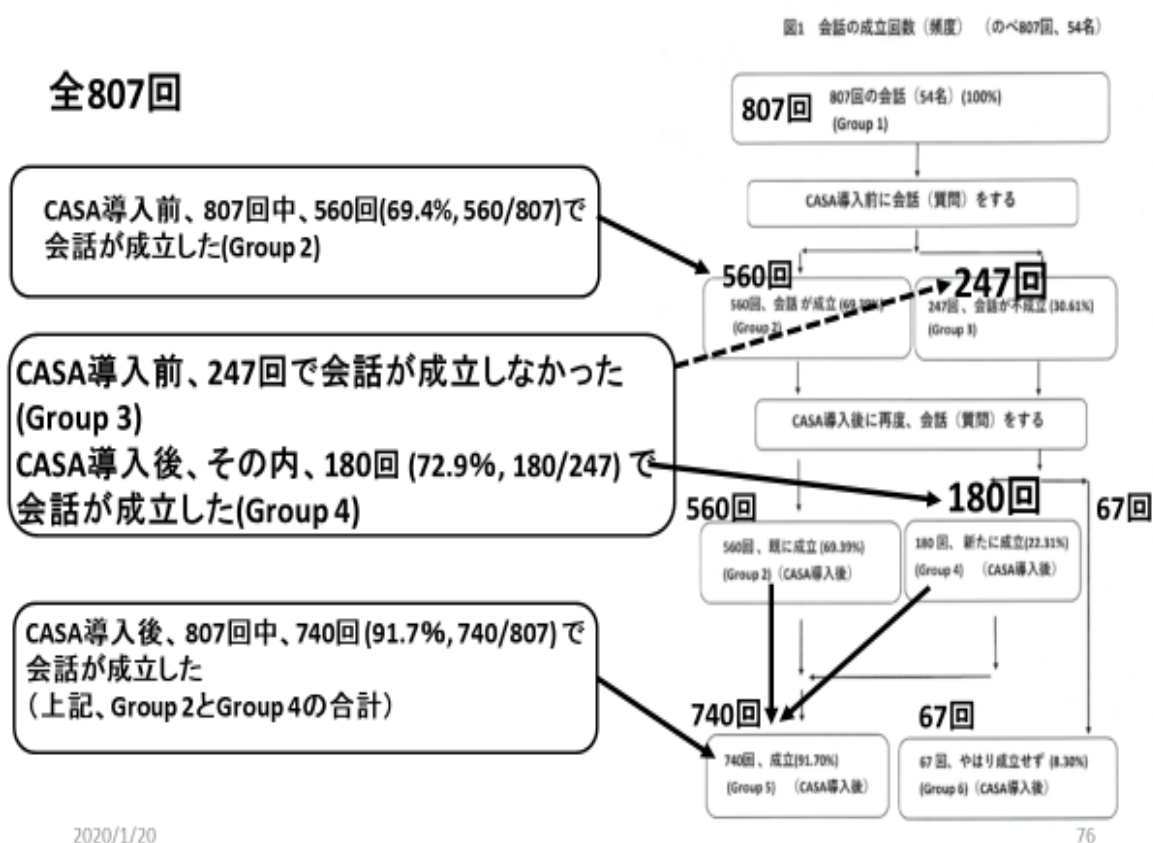 図1 会話の成立回数（頻度） （のべ807回、54名）
全807回
807回
807回の会話（54名）(100%)
(Group 1)
CASA導入前に会話（質問）をする
CASA導入前、807回中、560回(69.4%, 560/807)で
会話が成立した(Group 2)
560回
247回
560回、会話が成立 (69.39%)
(Group 2)
247回、会話が不成立 (30.61%)
(Group 3)
CASA導入前、247回で会話が成立しなかった
(Group 3)
CASA導入後、その内、180回 (72.9%, 180/247) で
会話が成立した(Group 4)
CASA導入後に再度、会話（質問）をする
560回
180回
67回
560回、既に成立 (69.39%)
(Group 2)（CASA導入後）
180回、新たに成立(22.31%)
(Group 4) （CASA導入後）
CASA導入後、807回中、740回 (91.7%, 740/807) で
会話が成立した
（上記、Group 2とGroup 4の合計）
740回
67回
740回、成立(91.70%)
(Group 5) （CASA導入後）
67回、やはり成立せず (8.30%)
(Group 6)（CASA導入後）
2020/1/20
76